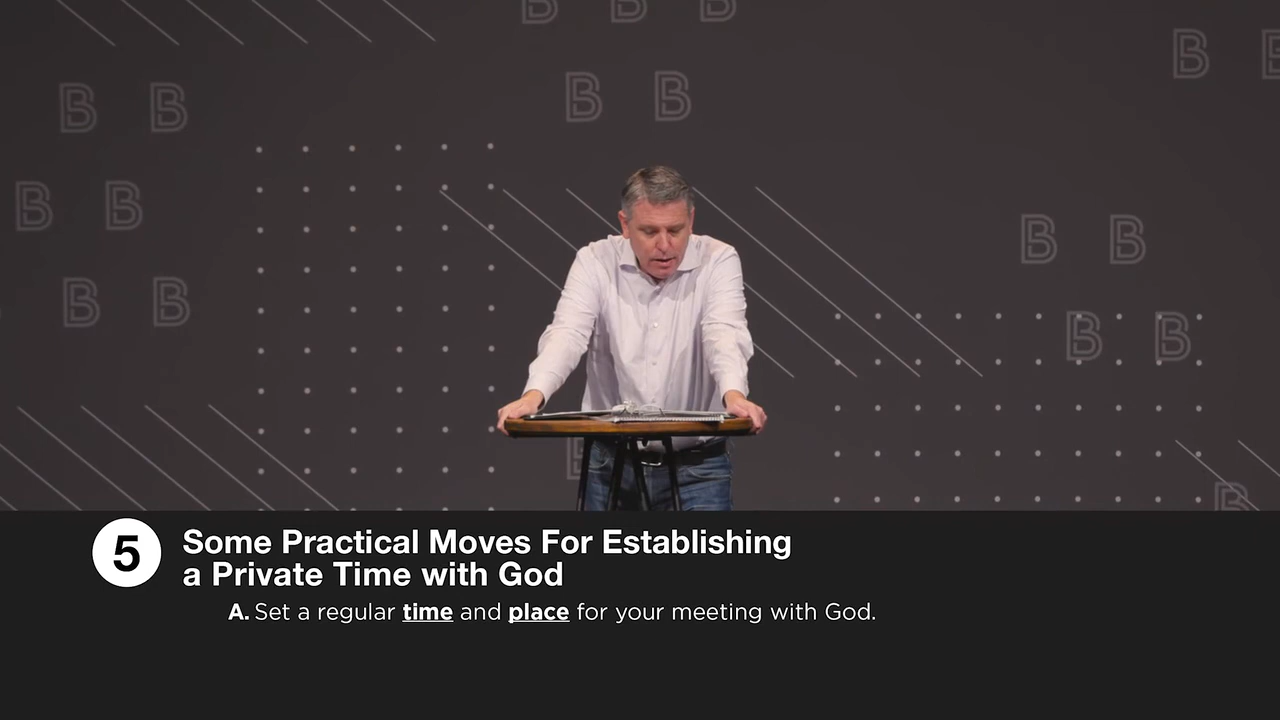 B B B
B B
B B
B B
B B
B B
B B
B B
B
B
5
Some Practical Moves For Establishing
a Private Time with God
A. Set a regular time and place for your meeting with God.